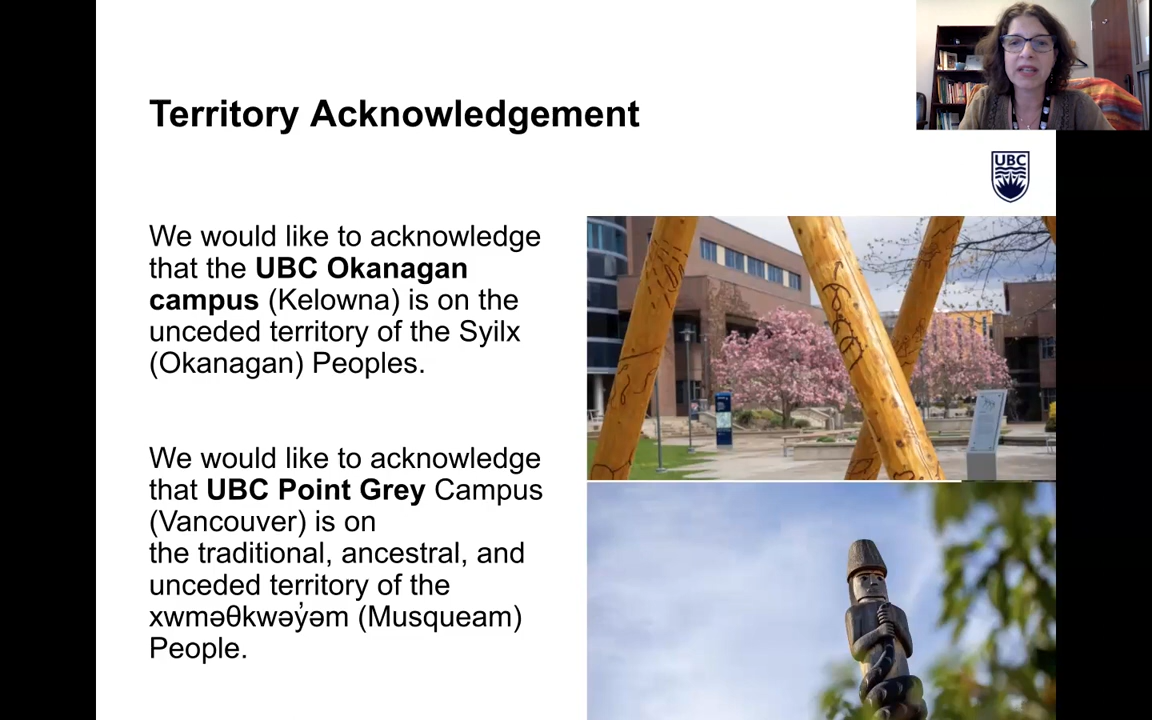 Territory Acknowledgement
UBC
We would like to acknowledge
that the UBC Okanagan
campus (Kelowna) is on the
unceded territory of the Syilx
(Okanagan) Peoples.
We would like to acknowledge
that UBC Point Grey Campus
(Vancouver) is on
the traditional, ancestral, and
unceded territory of the
xwməθkwəy̓əm (Musqueam)
People.